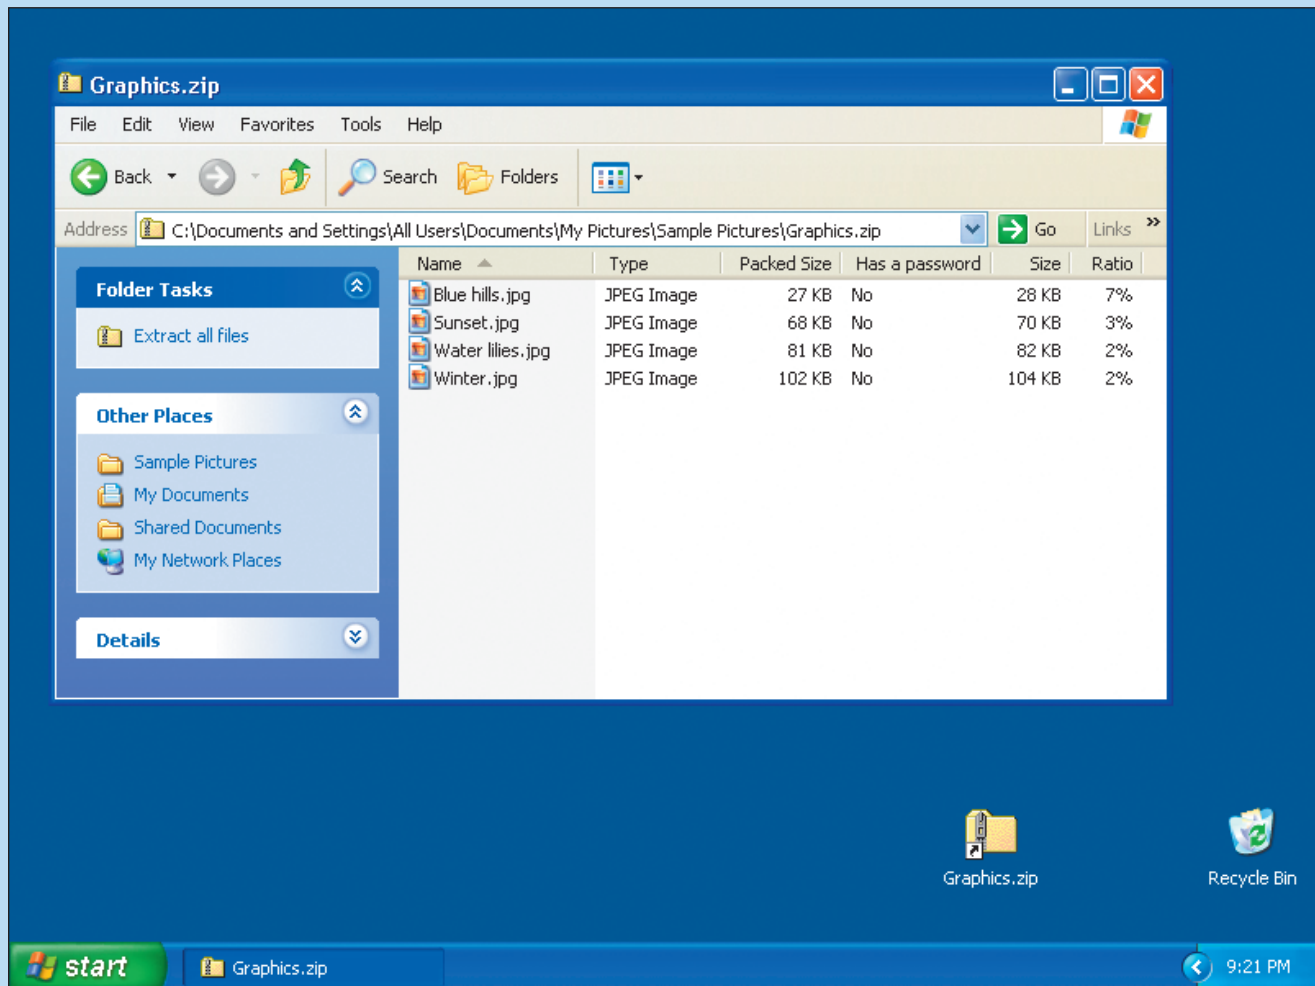 Graphics.zip
File Edit View Favorites Tools Help
Back Search Folders
Address C:\Documents and Settings\All Users\Documents\My Pictures\Sample Pictures\Graphics.zip Go Links »
Folder Tasks
Extract all files
Other Places
Sample Pictures
My Documents
Shared Documents
My Network Places
Details
Name Type Packed Size Has a password Size Ratio
Blue hills.jpg JPEG Image 27 KB No 28 KB 7%
Sunset.jpg JPEG Image 68 KB No 70 KB 3%
Water lilies.jpg JPEG Image 81 KB No 82 KB 2%
Winter.jpg JPEG Image 102 KB No 104 KB 2%
Graphics.zip
Recycle Bin
start Graphics.zip 9:21 PM